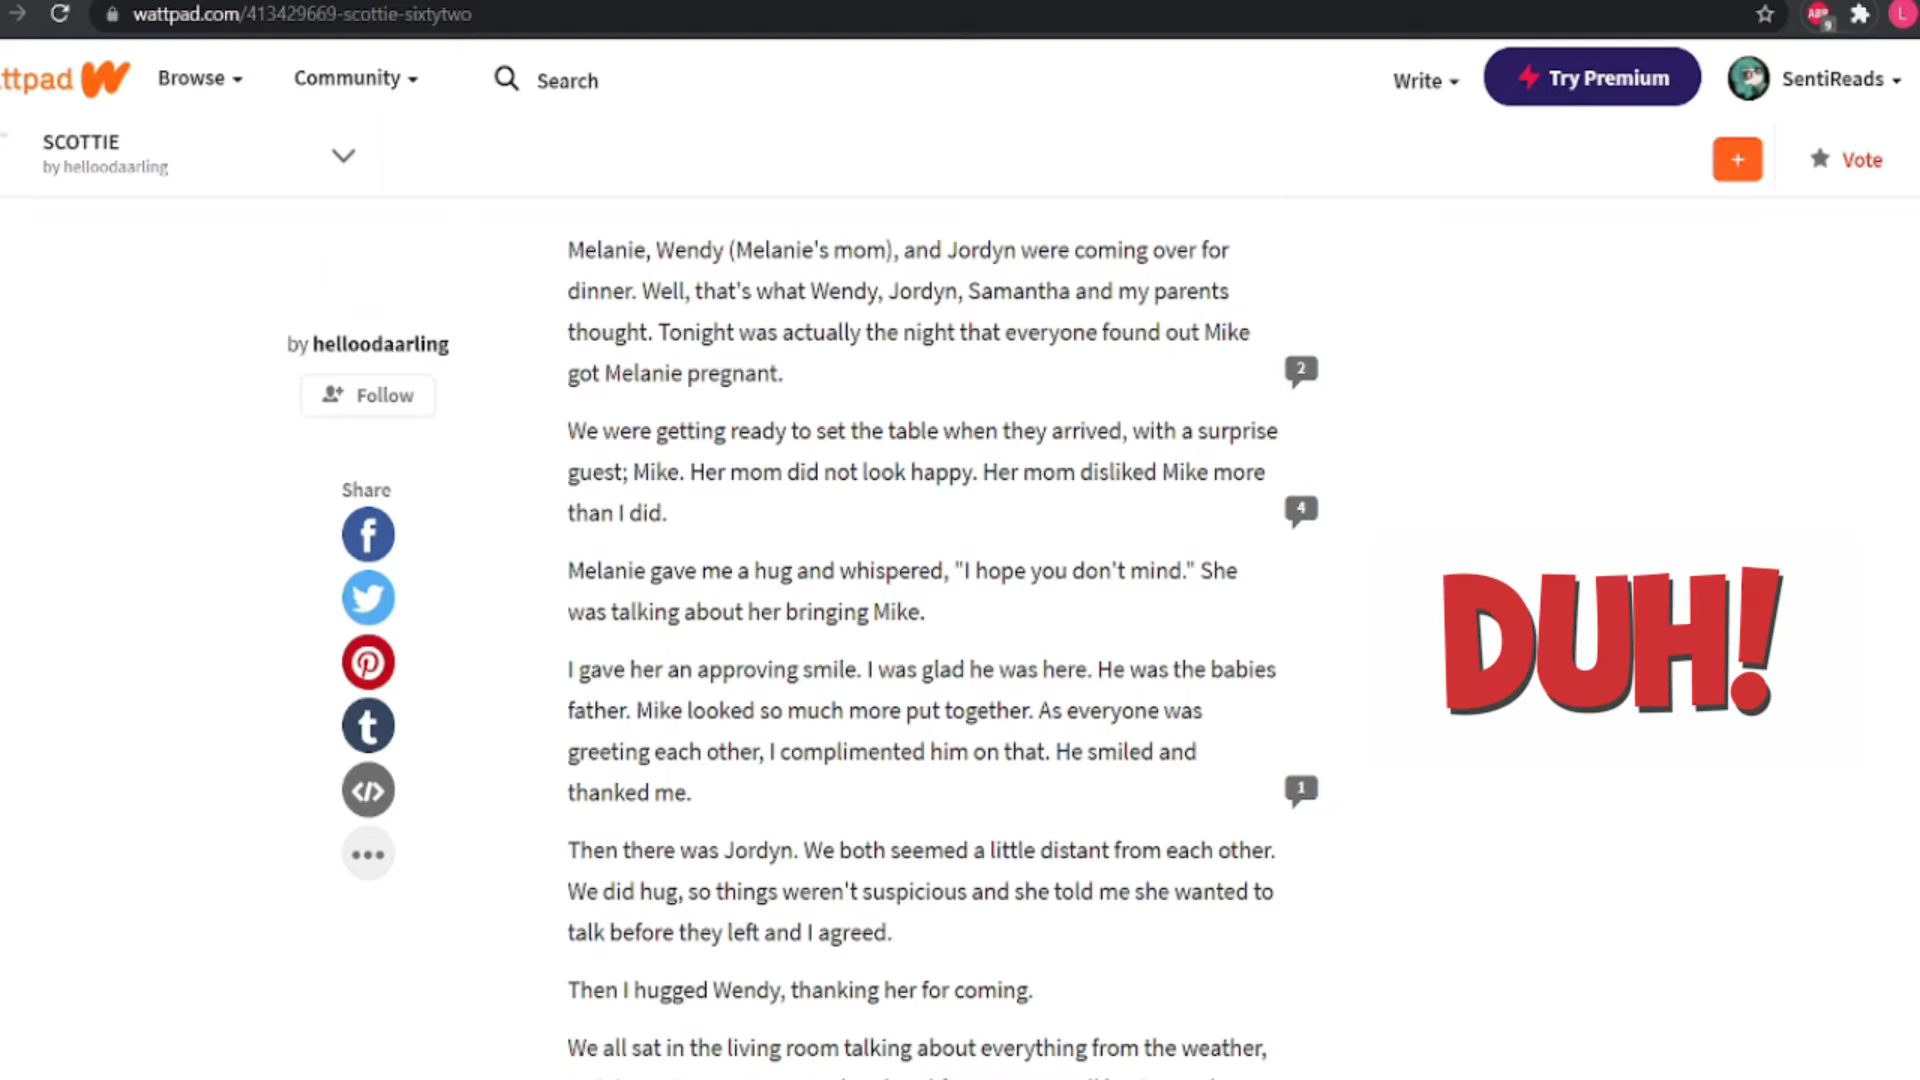 wattpad.com/413429669-scottie-sixtytwo
ABP
9
L
ttpad
Browse
Community
Search
Write
Try Premium
SentiReads
SCOTTIE
by helloodaarling
+
Vote
by helloodaarling
Follow
Share
Melanie, Wendy (Melanie's mom), and Jordyn were coming over for
dinner. Well, that's what Wendy, Jordyn, Samantha and my parents
thought. Tonight was actually the night that everyone found out Mike
got Melanie pregnant.
2
We were getting ready to set the table when they arrived, with a surprise
guest; Mike. Her mom did not look happy. Her mom disliked Mike more
than I did.
4
Melanie gave me a hug and whispered, "I hope you don't mind." She
was talking about her bringing Mike.
I gave her an approving smile. I was glad he was here. He was the babies
father. Mike looked so much more put together. As everyone was
greeting each other, I complimented him on that. He smiled and
thanked me.
1
Then there was Jordyn. We both seemed a little distant from each other.
We did hug, so things weren't suspicious and she told me she wanted to
talk before they left and I agreed.
Then I hugged Wendy, thanking her for coming.
We all sat in the living room talking about everything from the weather,
DUH!